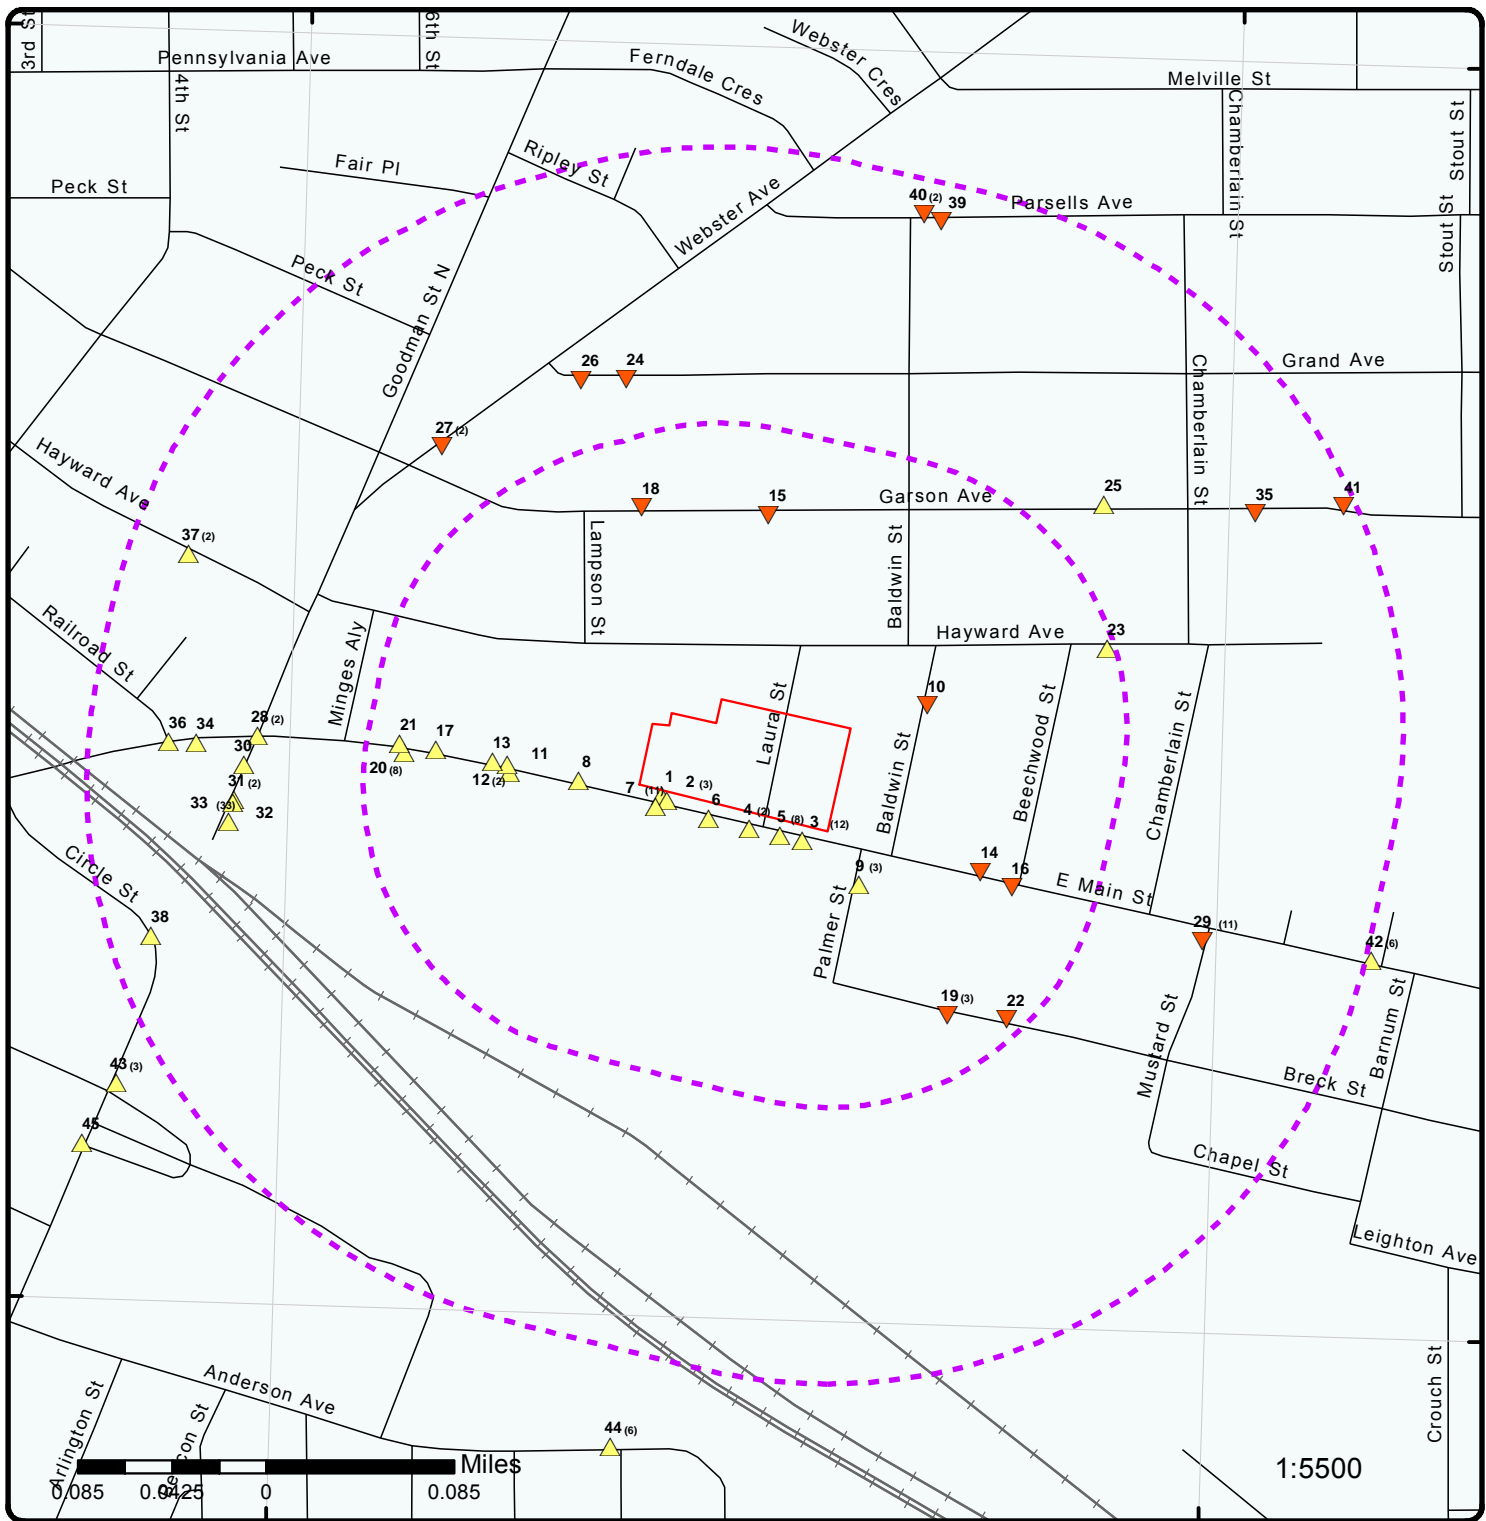 3rd St
6th St
Pennsylvania Ave
4th St
Ferndale Cres
Webster Cres
Melville St
Chamberlain St
Stout St
Fair Pl
Ripley St
Peck St
Webster Ave
40 (2)
39
Parsells Ave
Stout St
Peck St
Goodman St N
26
24
Grand Ave
Chamberlain St
27 (2)
Hayward Ave
18
15
Garson Ave
25
35
41
37 (2)
Lampson St
Baldwin St
Railroad St
Minges Aly
Hayward Ave
23
Laura St
10
Baldwin St
Beechwood St
Chamberlain St
36
34
28 (2)
30
31 (2)
33 (33)
32
21
17
20 (8)
13
12 (2)
11
8
7 (11)
1
2 (3)
6
4 (2)
5 (8)
3 (12)
Circle St
9 (3)
14
16
E Main St
Palmer St
38
29 (11)
42 (6)
19 (3)
22
Mustard St
Barnum St
43 (3)
Breck St
45
Chapel St
Leighton Ave
Anderson Ave
Arlington St
44 (6)
Crouch St
Miles
1:5500
0.085
0.0425
0
0.085